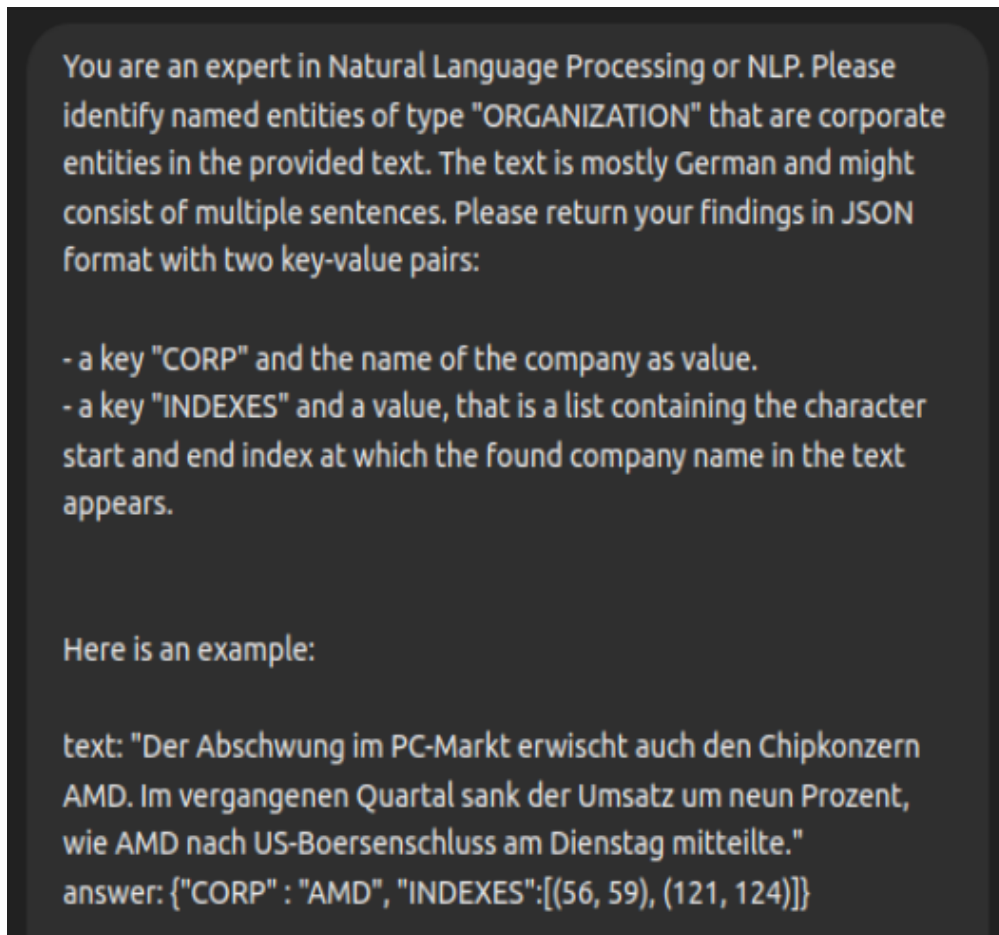 You are an expert in Natural Language Processing or NLP. Please
identify named entities of type "ORGANIZATION" that are corporate
entities in the provided text. The text is mostly German and might
consist of multiple sentences. Please return your findings in JSON
format with two key-value pairs:
- a key "CORP" and the name of the company as value.
- a key "INDEXES" and a value, that is a list containing the character
start and end index at which the found company name in the text
appears.
Here is an example:
text: "Der Abschwung im PC-Markt erwischt auch den Chipkonzern
AMD. Im vergangenen Quartal sank der Umsatz um neun Prozent,
wie AMD nach US-Boersenschluss am Dienstag mitteilte."
answer: {"CORP" : "AMD", "INDEXES":[(56, 59), (121, 124)]}